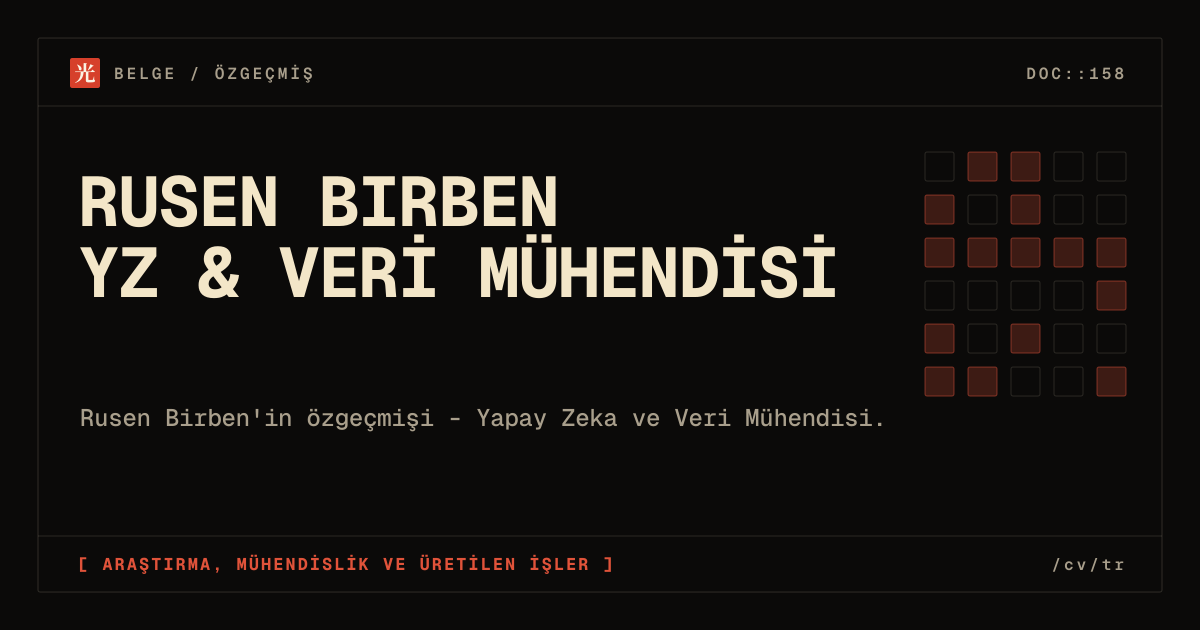 光 BELGE / ÖZGEÇMİŞ
DOC::158
RUSEN BIRBEN
YZ & VERİ MÜHENDİSİ
Rusen Birben'in özgeçmişi - Yapay Zeka ve Veri Mühendisi.
[ ARAŞTIRMA, MÜHENDİSLİK VE ÜRETİLEN İŞLER ]
/cv/tr